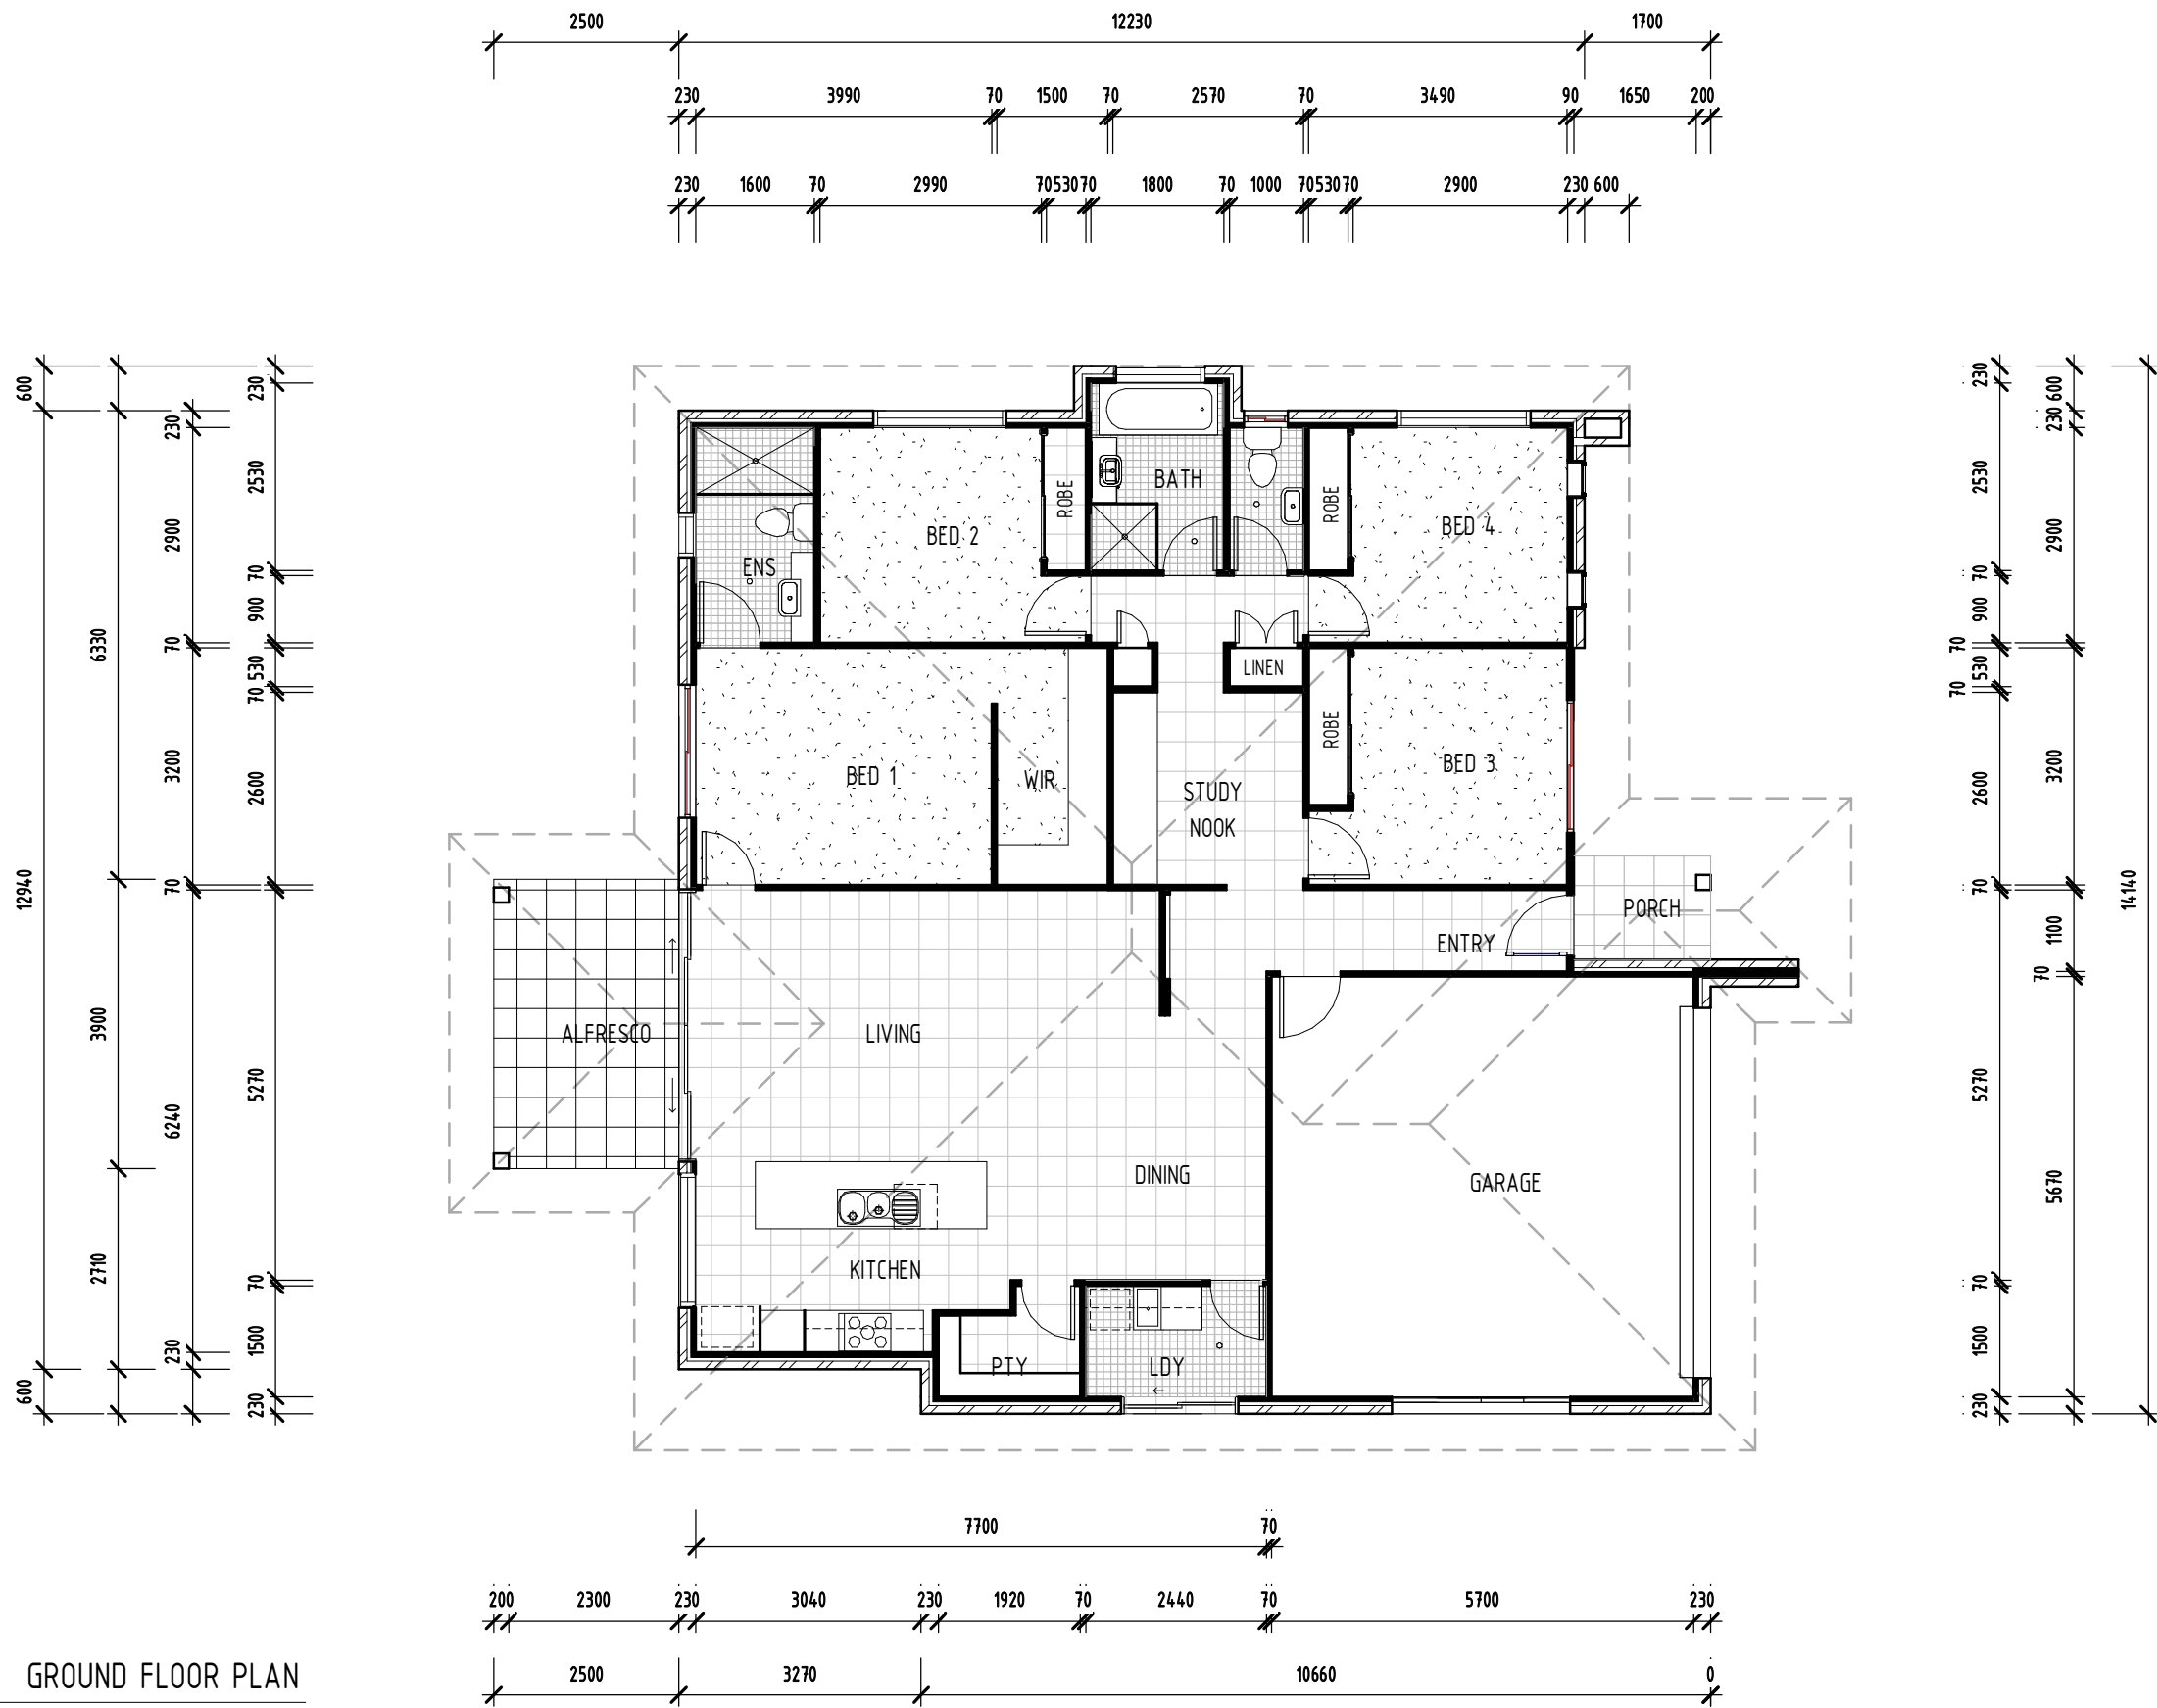 2500 12230 1700
230 3990 70 1500 70 2570 70 3490 90 1650 200
230 1600 70 2990 70 530 70 1800 70 1000 70 530 70 2900 230 600
600 12940 600
6330 3900 2710
230 2900 70 3200 70 6240 230
230 2530 70 900 530 70 2600 5270 70 1500 230
ROBE
BATH
ROBE
BED 2
BED 4
ENS
LINEN
ROBE
BED 1
WIR
BED 3
STUDY
NOOK
PORCH
ENTRY
ALFRESCO
LIVING
DINING
GARAGE
KITCHEN
PTY
LDY
230 2530 70 900 70 530 70 2600 70 5270 70 1500 230
600 230 2900 3200 1100 70 5670
14140
7700 70
200 2300 230 3040 230 1920 70 2440 70 5700 230
2500 3270 10660 0
GROUND FLOOR PLAN